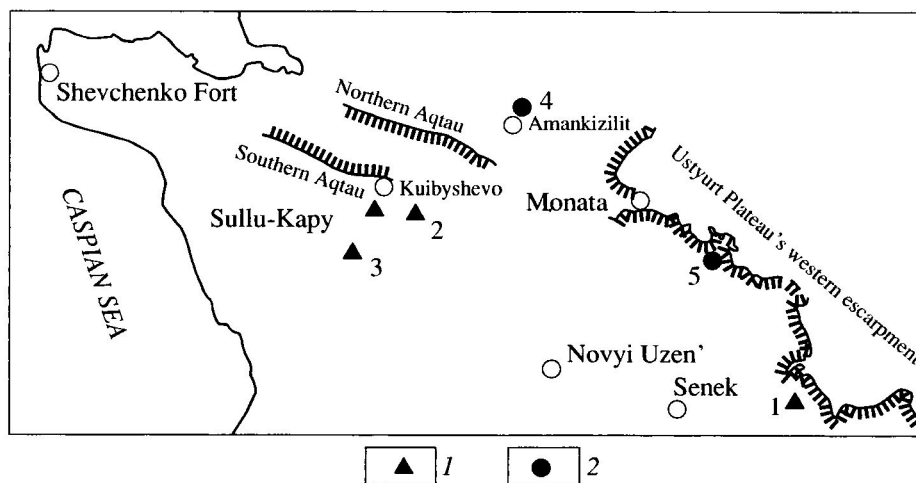 Shevchenko Fort
Northern Aqtau
4
Amankizilit
Southern Aqtau
Kuibyshevo
Ustyurt Plateau's western escarpment
Monata
Sullu-Kapy
2
3
5
CASPIAN SEA
Novyi Uzen'
Senek
1
1
2